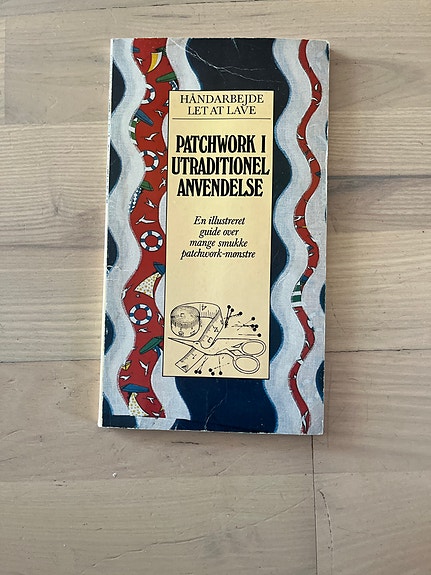 HÅNDARBEJDE
LET AT LAVE
PATCHWORK I
UTRADITIONEL
ANVENDELSE
En illustreret
guide over
mange smukke
patchwork-mønstre